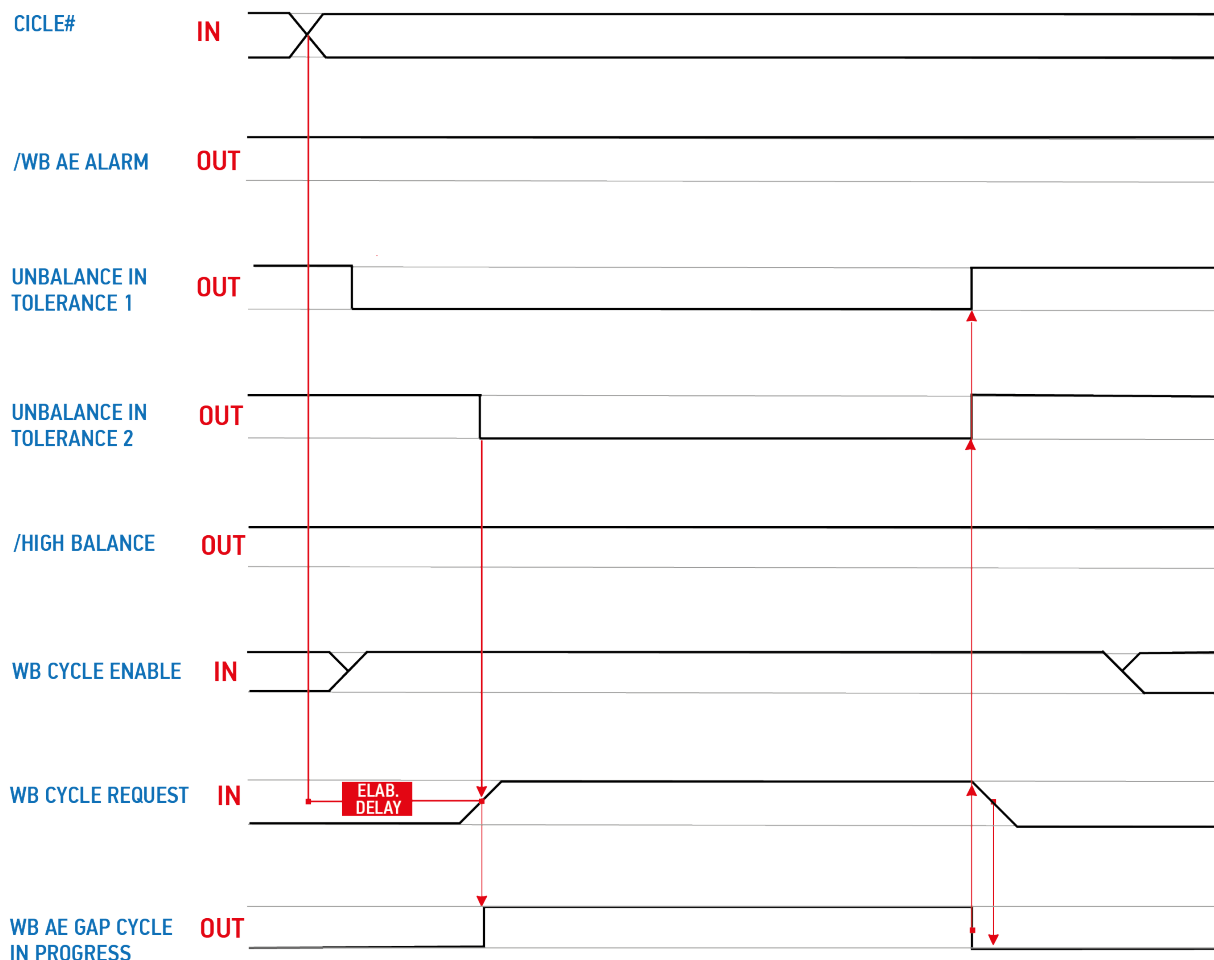 CICLE# IN
/WB AE ALARM OUT
UNBALANCE IN
TOLERANCE 1
OUT
UNBALANCE IN
TOLERANCE 2
OUT
/HIGH BALANCE OUT
WB CYCLE ENABLE IN
WB CYCLE REQUEST IN
ELAB.
DELAY
WB AE GAP CYCLE
IN PROGRESS
OUT